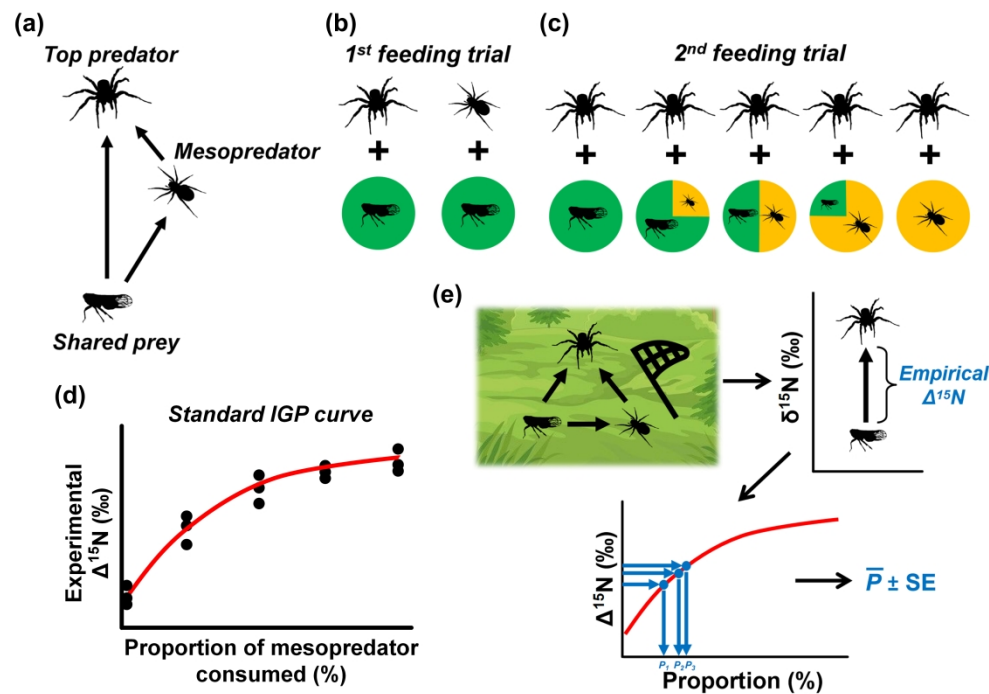 (a)
Top predator
Mesopredator
Shared prey
(b)
1st feeding trial
+
+
(c)
2nd feeding trial
+
+
+
+
+
(d)
Standard IGP curve
Experimental
Δ15N (‰)
Proportion of mesopredator
consumed (%)
(e)
δ15N (‰)
Empirical
Δ15N
Δ15N (‰)
P1
P2
P3
Proportion (%)
P̅ ± SE